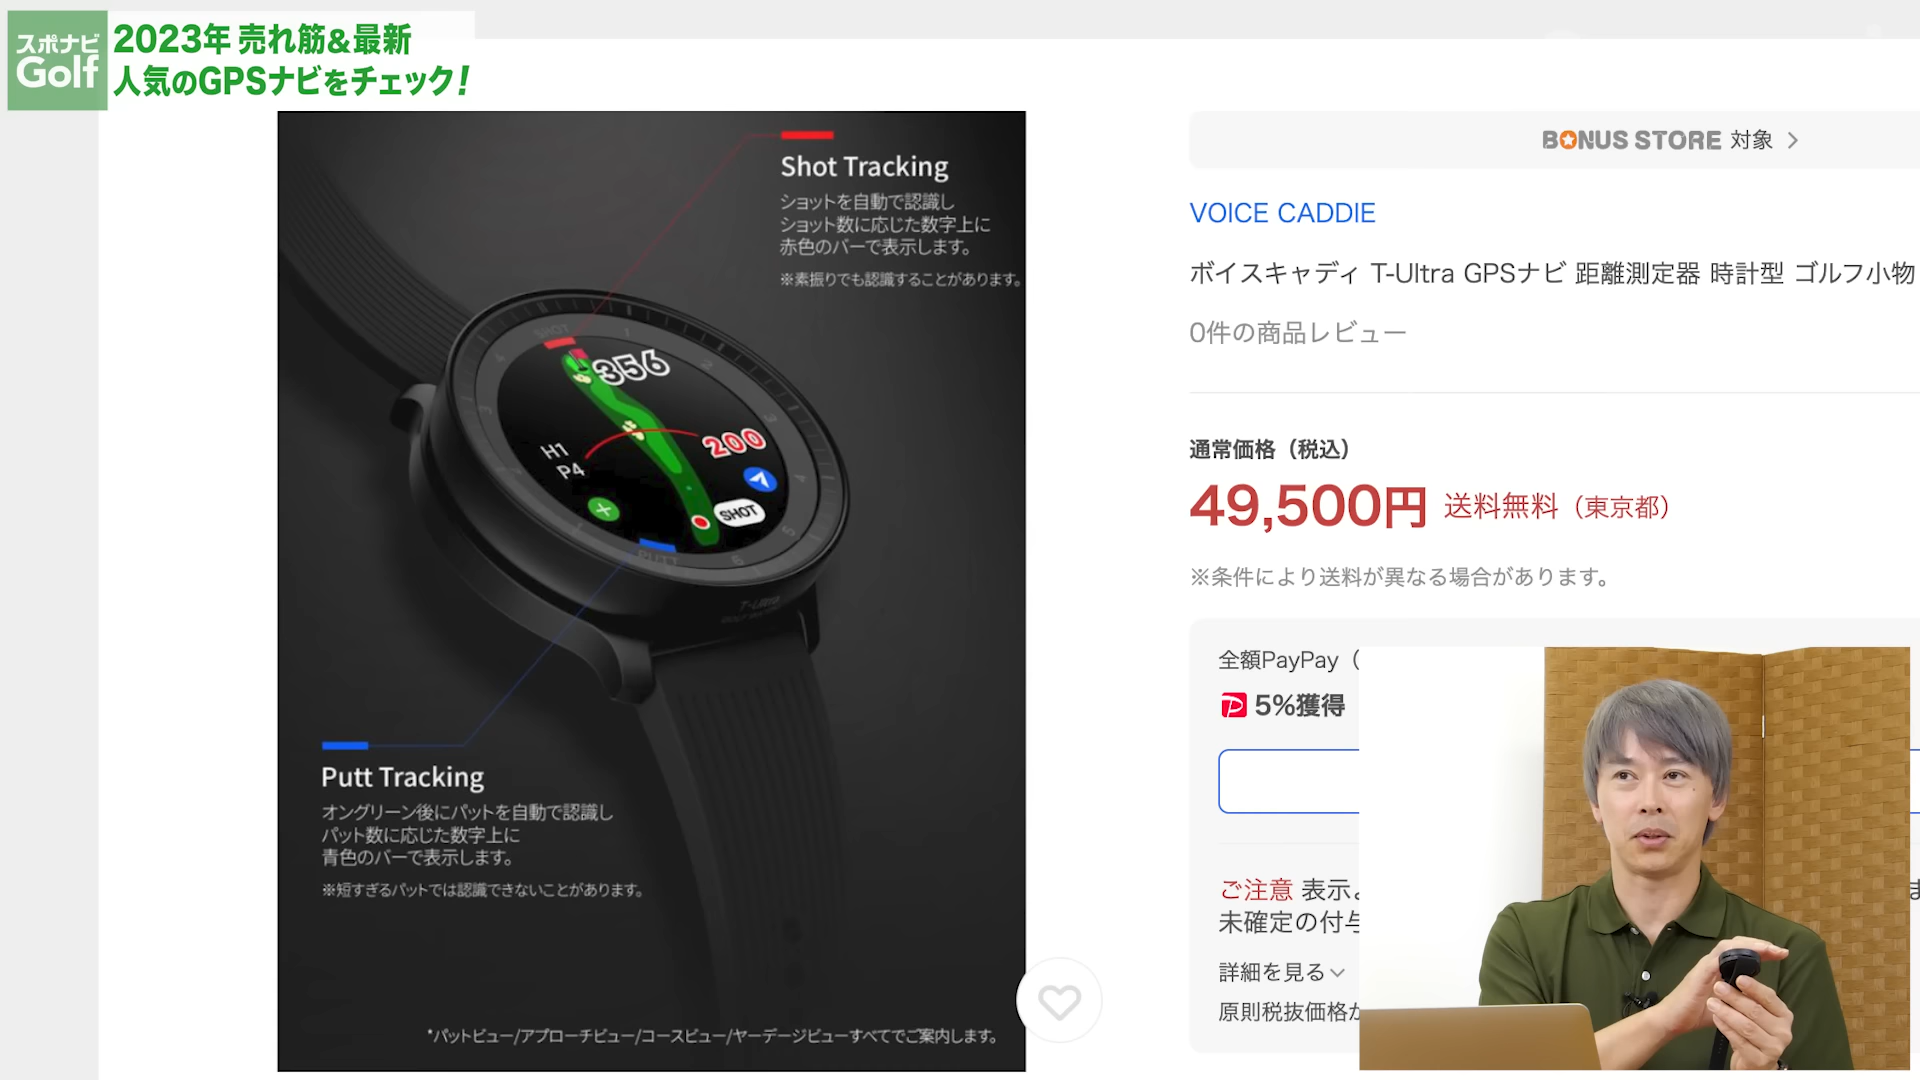 スポナビ
Golf
2023年 売れ筋&最新
人気のGPSナビをチェック!
Shot Tracking
ショットを自動で認識し
ショット数に応じた数字上に
赤色のバーで表示します。
※素振りでも認識することがあります。
SHOT
356
H1
P4
200
SHOT
PUTT
T-Ultra
Putt Tracking
オングリーン後にパットを自動で認識し
パット数に応じた数字上に
青色のバーで表示します。
※短すぎるパットでは認識できないことがあります。
*パットビュー/アプローチビュー/コースビュー/ヤーデージビューすべてでご案内します。
BONUS STORE 対象
VOICE CADDIE
ボイスキャディ T-Ultra GPSナビ 距離測定器 時計型 ゴルフ小物
0件の商品レビュー
通常価格（税込）
49,500円 送料無料（東京都）
※条件により送料が異なる場合があります。
全額PayPay（
5%獲得
ご注意 表示
未確定の付与
詳細を見る
原則税抜価格か